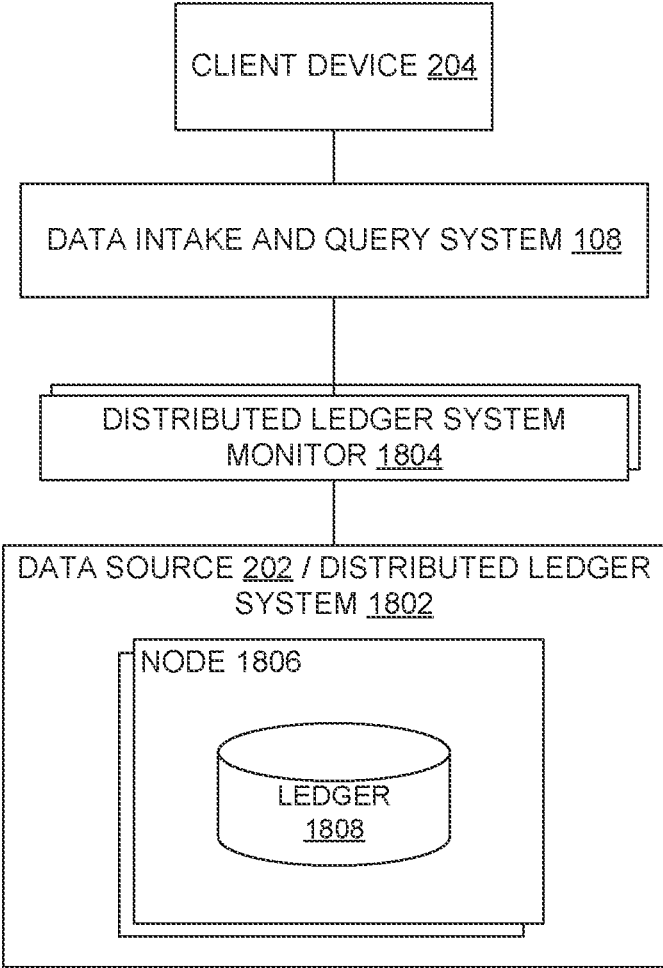 CLIENT DEVICE 204
DATA INTAKE AND QUERY SYSTEM 108
DISTRIBUTED LEDGER SYSTEM
MONITOR 1804
DATA SOURCE 202 / DISTRIBUTED LEDGER
SYSTEM 1802
NODE 1806
LEDGER
1808